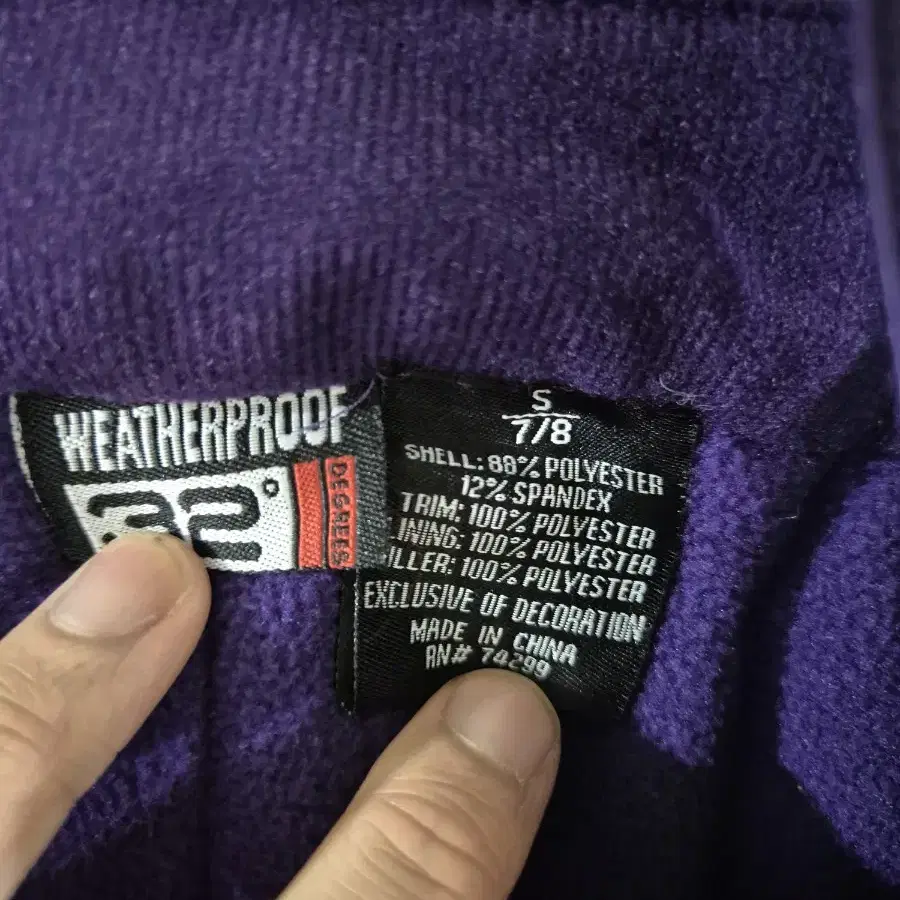 WEATHERPROOF
32°
DEGREES
S
7/8
SHELL: 88% POLYESTER
12% SPANDEX
TRIM: 100% POLYESTER
LINING: 100% POLYESTER
FILLER: 100% POLYESTER
EXCLUSIVE OF DECORATION
MADE IN CHINA
RN# 74299